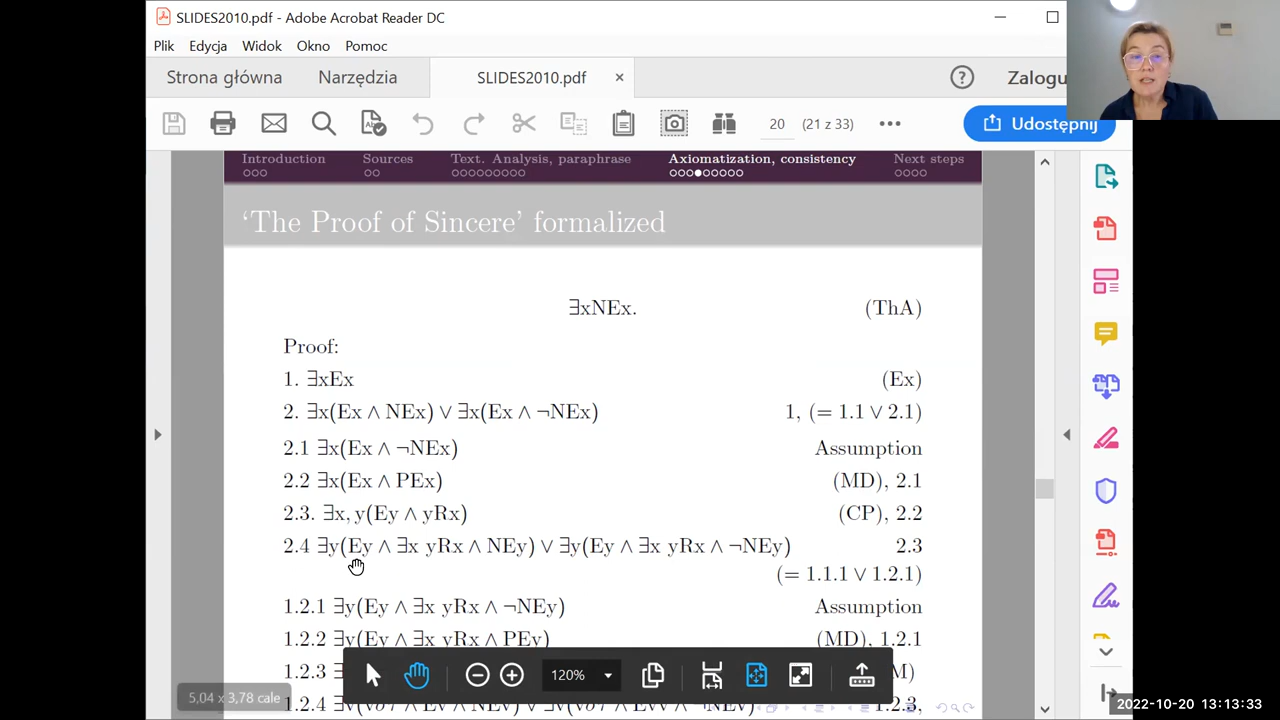 SLIDES2010.pdf - Adobe Acrobat Reader DC
Plik Edycja Widok Okno Pomoc
Strona główna Narzędzia SLIDES2010.pdf × ? Zalogu
20 (21 z 33) Udostępnij
Introduction Sources Text. Analysis, paraphrase Axiomatization, consistency Next steps
‘The Proof of Sincere’ formalized
∃xNEx. (ThA)
Proof:
1. ∃xEx (Ex)
2. ∃x(Ex ∧ NEx) ∨ ∃x(Ex ∧ ¬NEx) 1, (= 1.1 ∨ 2.1)
2.1 ∃x(Ex ∧ ¬NEx) Assumption
2.2 ∃x(Ex ∧ PEx) (MD), 2.1
2.3. ∃x, y(Ey ∧ yRx) (CP), 2.2
2.4 ∃y(Ey ∧ ∃x yRx ∧ NEy) ∨ ∃y(Ey ∧ ∃x yRx ∧ ¬NEy) 2.3
(= 1.1.1 ∨ 1.2.1)
1.2.1 ∃y(Ey ∧ ∃x yRx ∧ ¬NEy) Assumption
1.2.2 ∃y(Ey ∧ ∃x yRx ∧ PEy) (MD), 1.2.1
1.2.3
120%
5,04 x 3,78 cale
1.2.4
2022-10-20 13:13:33